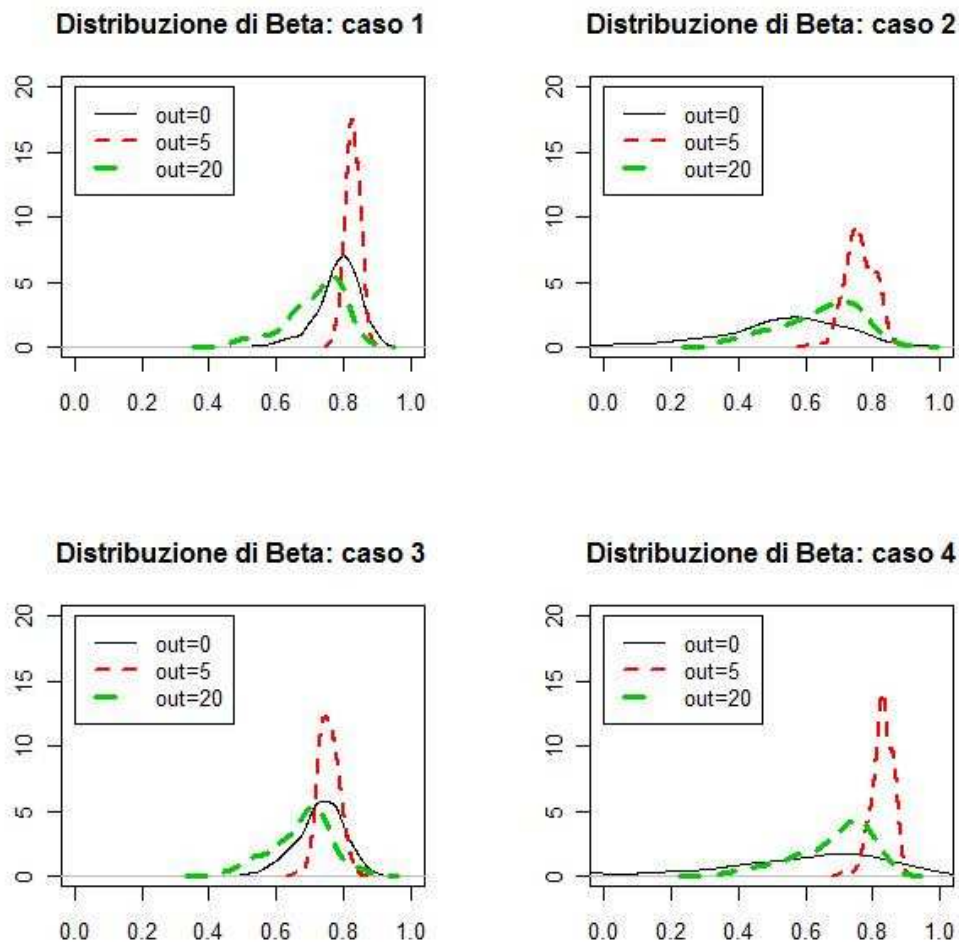 Distribuzione di Beta: caso 1
20
15
10
5
0
out=0
out=5
out=20
0.0 0.2 0.4 0.6 0.8 1.0
Distribuzione di Beta: caso 2
20
15
10
5
0
out=0
out=5
out=20
0.0 0.2 0.4 0.6 0.8 1.0
Distribuzione di Beta: caso 3
20
15
10
5
0
out=0
out=5
out=20
0.0 0.2 0.4 0.6 0.8 1.0
Distribuzione di Beta: caso 4
20
15
10
5
0
out=0
out=5
out=20
0.0 0.2 0.4 0.6 0.8 1.0